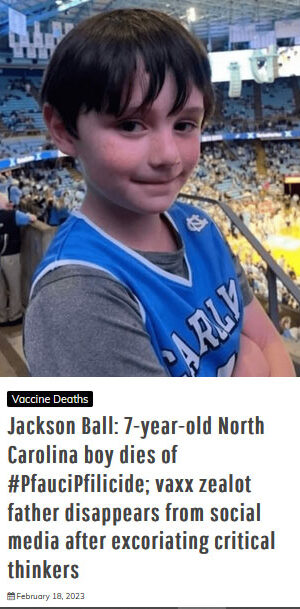 CAROLI
Vaccine Deaths
Jackson Ball: 7-year-old North
Carolina boy dies of
#PfauciPfilicide; vaxx zealot
father disappears from social
media after excoriating critical
thinkers
February 18, 2023